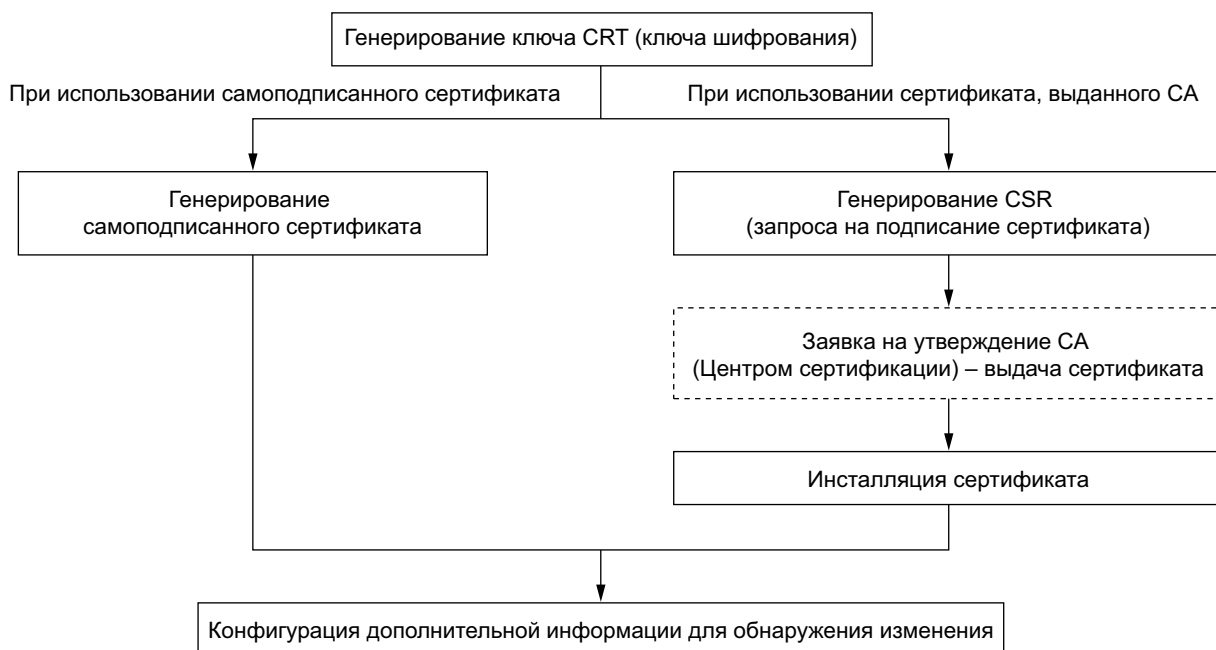 Генерирование ключа CRT (ключа шифрования)
При использовании самоподписанного сертификата
При использовании сертификата, выданного CA
Генерирование
самоподписанного сертификата
Генерирование CSR
(запроса на подписание сертификата)
Заявка на утверждение CA
(Центром сертификации) – выдача сертификата
Инсталляция сертификата
Конфигурация дополнительной информации для обнаружения изменения